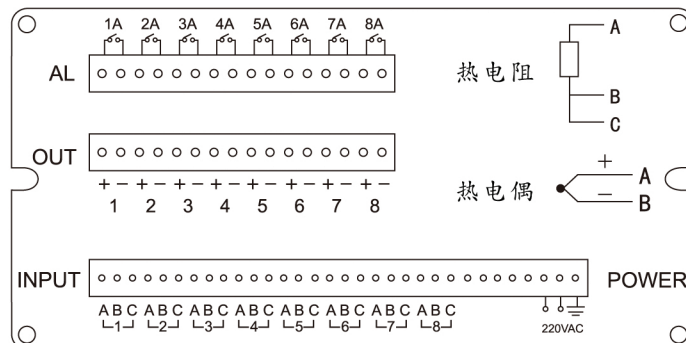 1A 2A 3A 4A 5A 6A 7A 8A
AL
热电阻
A
B
C
OUT
+ − + − + − + − + − + − + − + −
1 2 3 4 5 6 7 8
热电偶
+ A
− B
INPUT
POWER
A B C A B C A B C A B C A B C A B C A B C A B C
1 2 3 4 5 6 7 8
220VAC